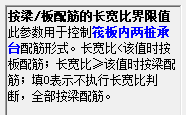 按梁/板配筋的长宽比界限值
此参数用于控制筏板内两桩承
台配筋形式。长宽比<该值时按
板配筋；长宽比≥该值时按梁配
筋；填0表示不执行长宽比判
断，全部按梁配筋。